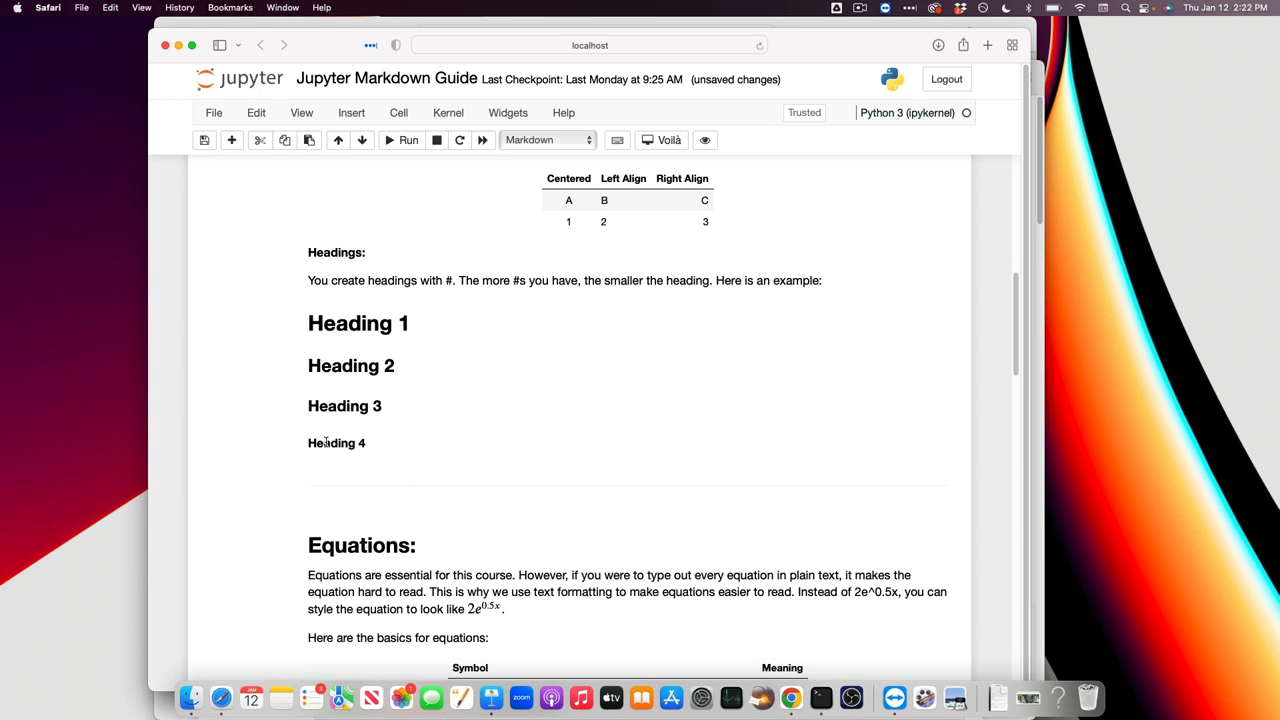 Safari File Edit View History Bookmarks Window Help Thu Jan 12 2:22 PM
localhost
jupyter Jupyter Markdown Guide Last Checkpoint: Last Monday at 9:25 AM (unsaved changes) Logout
File Edit View Insert Cell Kernel Widgets Help Trusted Python 3 (ipykernel)
Run Markdown Voilà
Centered Left Align Right Align
A B C
1 2 3
Headings:
You create headings with #. The more #s you have, the smaller the heading. Here is an example:
Heading 1
Heading 2
Heading 3
Heading 4
Equations:
Equations are essential for this course. However, if you were to type out every equation in plain text, it makes the
equation hard to read. This is why we use text formatting to make equations easier to read. Instead of 2e^0.5x, you can
style the equation to look like 2e^{0.5x}.
Here are the basics for equations:
Symbol Meaning
JAN
12
3
1
zoom
tv